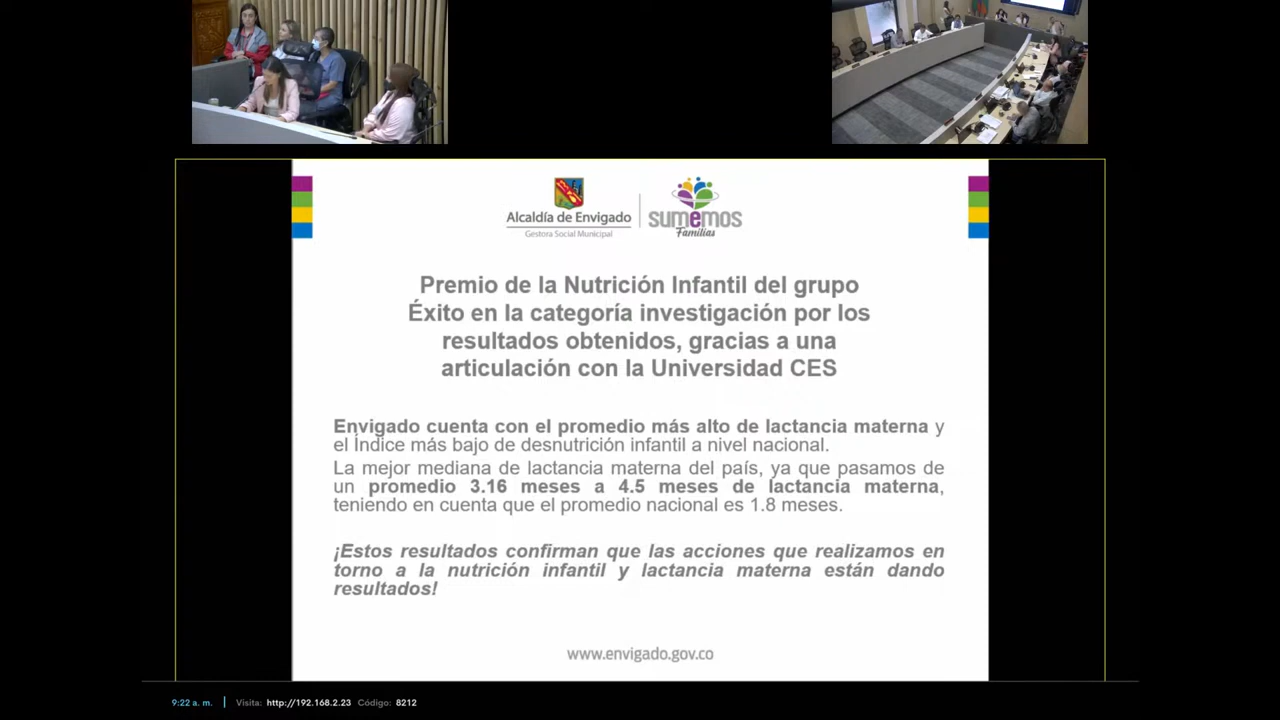 Alcaldía de Envigado
Gestora Social Municipal
sumemos
Familias
Premio de la Nutrición Infantil del grupo
Éxito en la categoría investigación por los
resultados obtenidos, gracias a una
articulación con la Universidad CES
Envigado cuenta con el promedio más alto de lactancia materna y
el Índice más bajo de desnutrición infantil a nivel nacional.
La mejor mediana de lactancia materna del país, ya que pasamos de
un promedio 3.16 meses a 4.5 meses de lactancia materna,
teniendo en cuenta que el promedio nacional es 1.8 meses.
¡Estos resultados confirman que las acciones que realizamos en
torno a la nutrición infantil y lactancia materna están dando
resultados!
www.envigado.gov.co
9:22 a. m. | Visita: http://192.168.2.23 Código: 8212